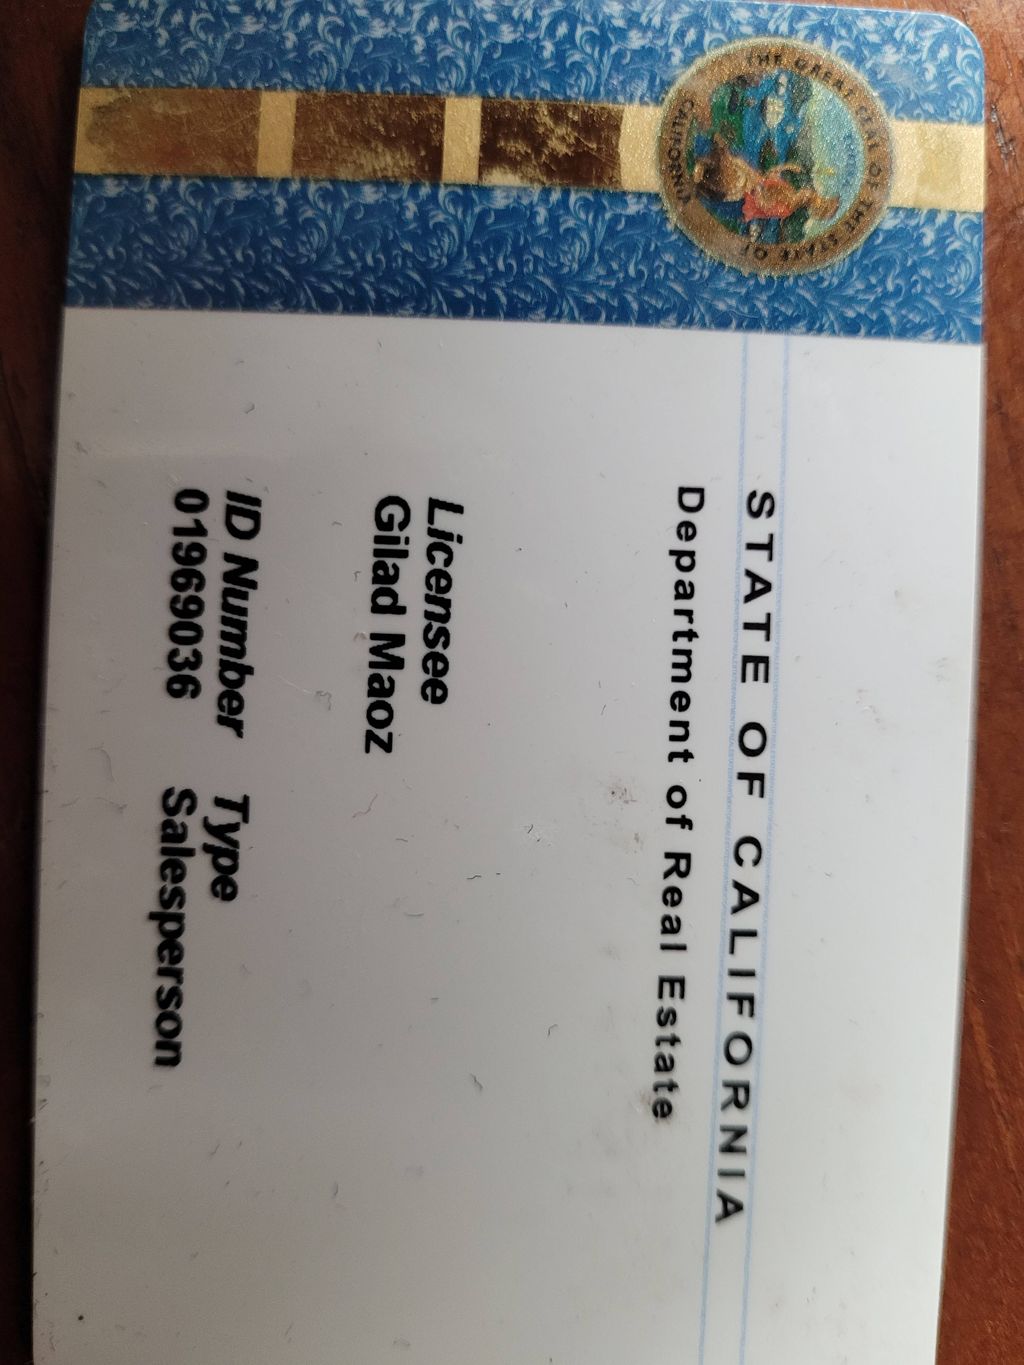 THE GREAT SEAL OF THE STATE OF CALIFORNIA
STATE OF CALIFORNIA
Department of Real Estate
Licensee
Gilad Maoz
ID Number Type
01969036 Salesperson